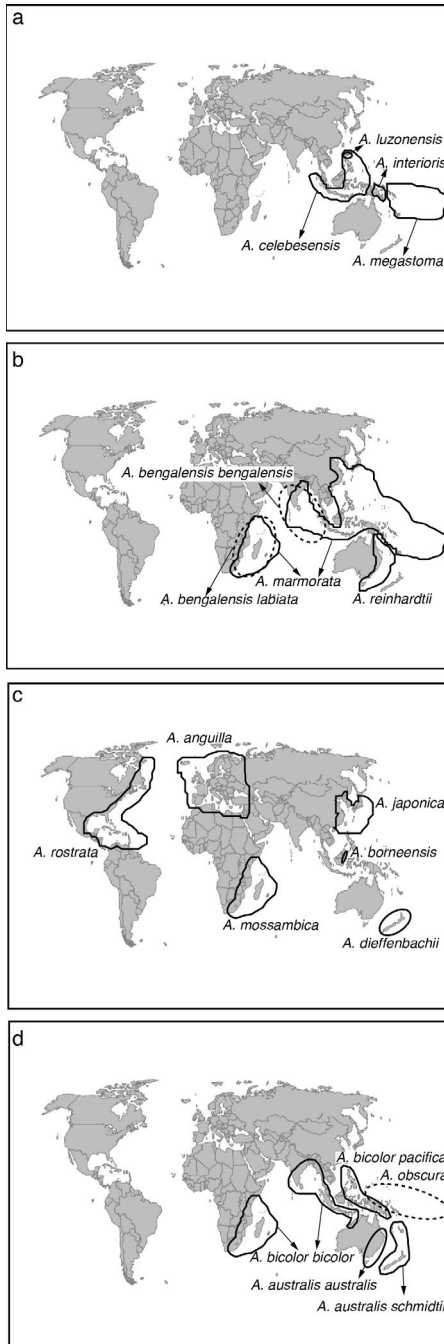 a
A. luzonensis
A. interioris
A. celebesensis
A. megastoma
b
A. bengalensis bengalensis
A. marmorata
A. bengalensis labiata
A. reinhardtii
c
A. anguilla
A. japonica
A. rostrata
A. borneensis
A. mossambica
A. dieffenbachii
d
A. bicolor pacifica
A. obscura
A. bicolor bicolor
A. australis australis
A. australis schmidtii